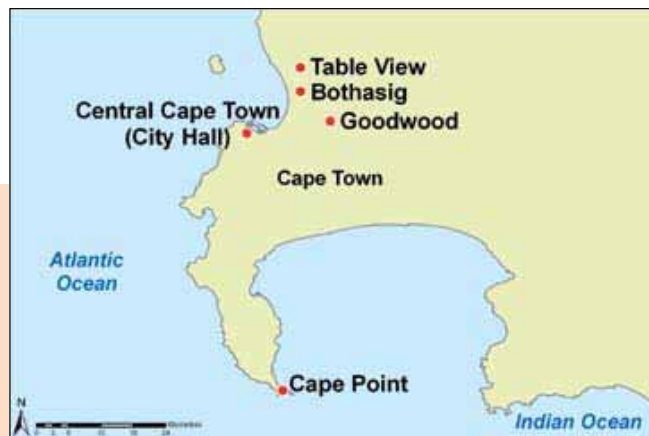 Table View
Bothasig
Goodwood
Central Cape Town
(City Hall)
Cape Town
Atlantic
Ocean
Cape Point
N
Indian Ocean